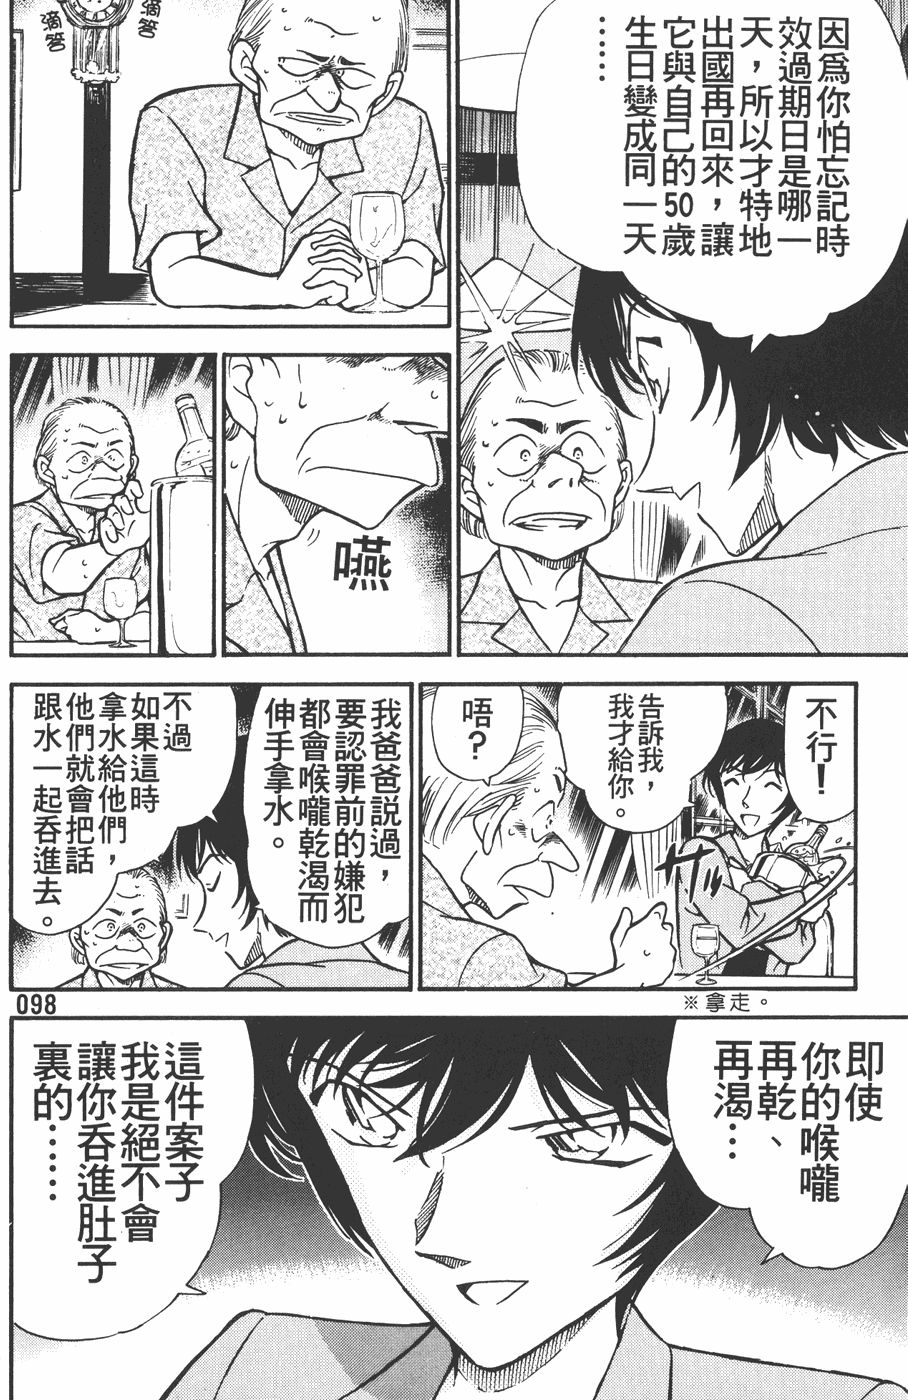 因爲你怕忘記時
效過期日是哪一
天，所以才特地
出國再回來，讓
它與自己的50歲
生日變成同一天
……
滴答
滴答
嚥
不行！
告訴我，
我才給你。
唔？
※拿走。
我爸爸説過，
要認罪前的嫌犯
都會喉嚨乾渴而
伸手拿水。
不過
如果這時
拿水給他們，
他們就會把話
跟水一起吞進去。
098
即使
你的喉嚨
再乾、
再渴…
這件案子
我是絕不會
讓你吞進肚子
裏的……